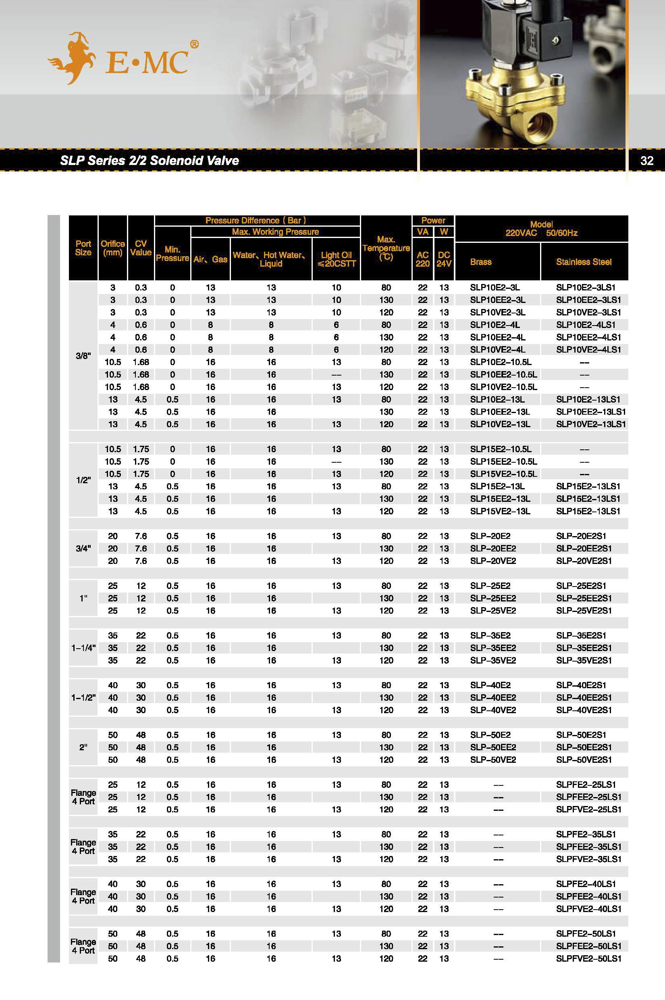 E•MC®
SLP Series 2/2 Solenoid Valve
32
Port Size Orifice (mm) CV Value Pressure Difference ( Bar ) Max. Temperature (℃) Power Model 220VAC 50/60Hz
Min. Pressure Max. Working Pressure VA W
Air、Gas Water、Hot Water、Liquid Light Oil ≤20CSTT AC 220 DC 24V Brass Stainless Steel
3/8"
3 0.3 0 13 13 10 80 22 13 SLP10E2-3L SLP10E2-3LS1
3 0.3 0 13 13 10 130 22 13 SLP10EE2-3L SLP10EE2-3LS1
3 0.3 0 13 13 10 120 22 13 SLP10VE2-3L SLP10VE2-3LS1
4 0.6 0 8 8 6 80 22 13 SLP10E2-4L SLP10E2-4LS1
4 0.6 0 8 8 6 130 22 13 SLP10EE2-4L SLP10EE2-4LS1
4 0.6 0 8 8 6 120 22 13 SLP10VE2-4L SLP10VE2-4LS1
10.5 1.68 0 16 16 13 80 22 13 SLP10E2-10.5L --
10.5 1.68 0 16 16 -- 130 22 13 SLP10EE2-10.5L --
10.5 1.68 0 16 16 13 120 22 13 SLP10VE2-10.5L --
13 4.5 0.5 16 16 13 80 22 13 SLP10E2-13L SLP10E2-13LS1
13 4.5 0.5 16 16 130 22 13 SLP10EE2-13L SLP10EE2-13LS1
13 4.5 0.5 16 16 13 120 22 13 SLP10VE2-13L SLP10VE2-13LS1
1/2"
10.5 1.75 0 16 16 13 80 22 13 SLP15E2-10.5L --
10.5 1.75 0 16 16 -- 130 22 13 SLP15EE2-10.5L --
10.5 1.75 0 16 16 13 120 22 13 SLP15VE2-10.5L --
13 4.5 0.5 16 16 13 80 22 13 SLP15E2-13L SLP15E2-13LS1
13 4.5 0.5 16 16 130 22 13 SLP15EE2-13L SLP15E2-13LS1
13 4.5 0.5 16 16 13 120 22 13 SLP15VE2-13L SLP15E2-13LS1
3/4"
20 7.6 0.5 16 16 13 80 22 13 SLP-20E2 SLP-20E2S1
20 7.6 0.5 16 16 130 22 13 SLP-20EE2 SLP-20EE2S1
20 7.6 0.5 16 16 13 120 22 13 SLP-20VE2 SLP-20VE2S1
1"
25 12 0.5 16 16 13 80 22 13 SLP-25E2 SLP-25E2S1
25 12 0.5 16 16 130 22 13 SLP-25EE2 SLP-25EE2S1
25 12 0.5 16 16 13 120 22 13 SLP-25VE2 SLP-25VE2S1
1-1/4"
35 22 0.5 16 16 13 80 22 13 SLP-35E2 SLP-35E2S1
35 22 0.5 16 16 130 22 13 SLP-35EE2 SLP-35EE2S1
35 22 0.5 16 16 13 120 22 13 SLP-35VE2 SLP-35VE2S1
1-1/2"
40 30 0.5 16 16 13 80 22 13 SLP-40E2 SLP-40E2S1
40 30 0.5 16 16 130 22 13 SLP-40EE2 SLP-40EE2S1
40 30 0.5 16 16 13 120 22 13 SLP-40VE2 SLP-40VE2S1
2"
50 48 0.5 16 16 13 80 22 13 SLP-50E2 SLP-50E2S1
50 48 0.5 16 16 130 22 13 SLP-50EE2 SLP-50EE2S1
50 48 0.5 16 16 13 120 22 13 SLP-50VE2 SLP-50VE2S1
Flange 4 Port
25 12 0.5 16 16 13 80 22 13 -- SLPFE2-25LS1
25 12 0.5 16 16 130 22 13 -- SLPFEE2-25LS1
25 12 0.5 16 16 13 120 22 13 -- SLPFVE2-25LS1
Flange 4 Port
35 22 0.5 16 16 13 80 22 13 -- SLPFE2-35LS1
35 22 0.5 16 16 130 22 13 -- SLPFEE2-35LS1
35 22 0.5 16 16 13 120 22 13 -- SLPFVE2-35LS1
Flange 4 Port
40 30 0.5 16 16 13 80 22 13 -- SLPFE2-40LS1
40 30 0.5 16 16 130 22 13 -- SLPFEE2-40LS1
40 30 0.5 16 16 13 120 22 13 -- SLPFVE2-40LS1
Flange 4 Port
50 48 0.5 16 16 13 80 22 13 -- SLPFE2-50LS1
50 48 0.5 16 16 130 22 13 -- SLPFEE2-50LS1
50 48 0.5 16 16 13 120 22 13 -- SLPFVE2-50LS1